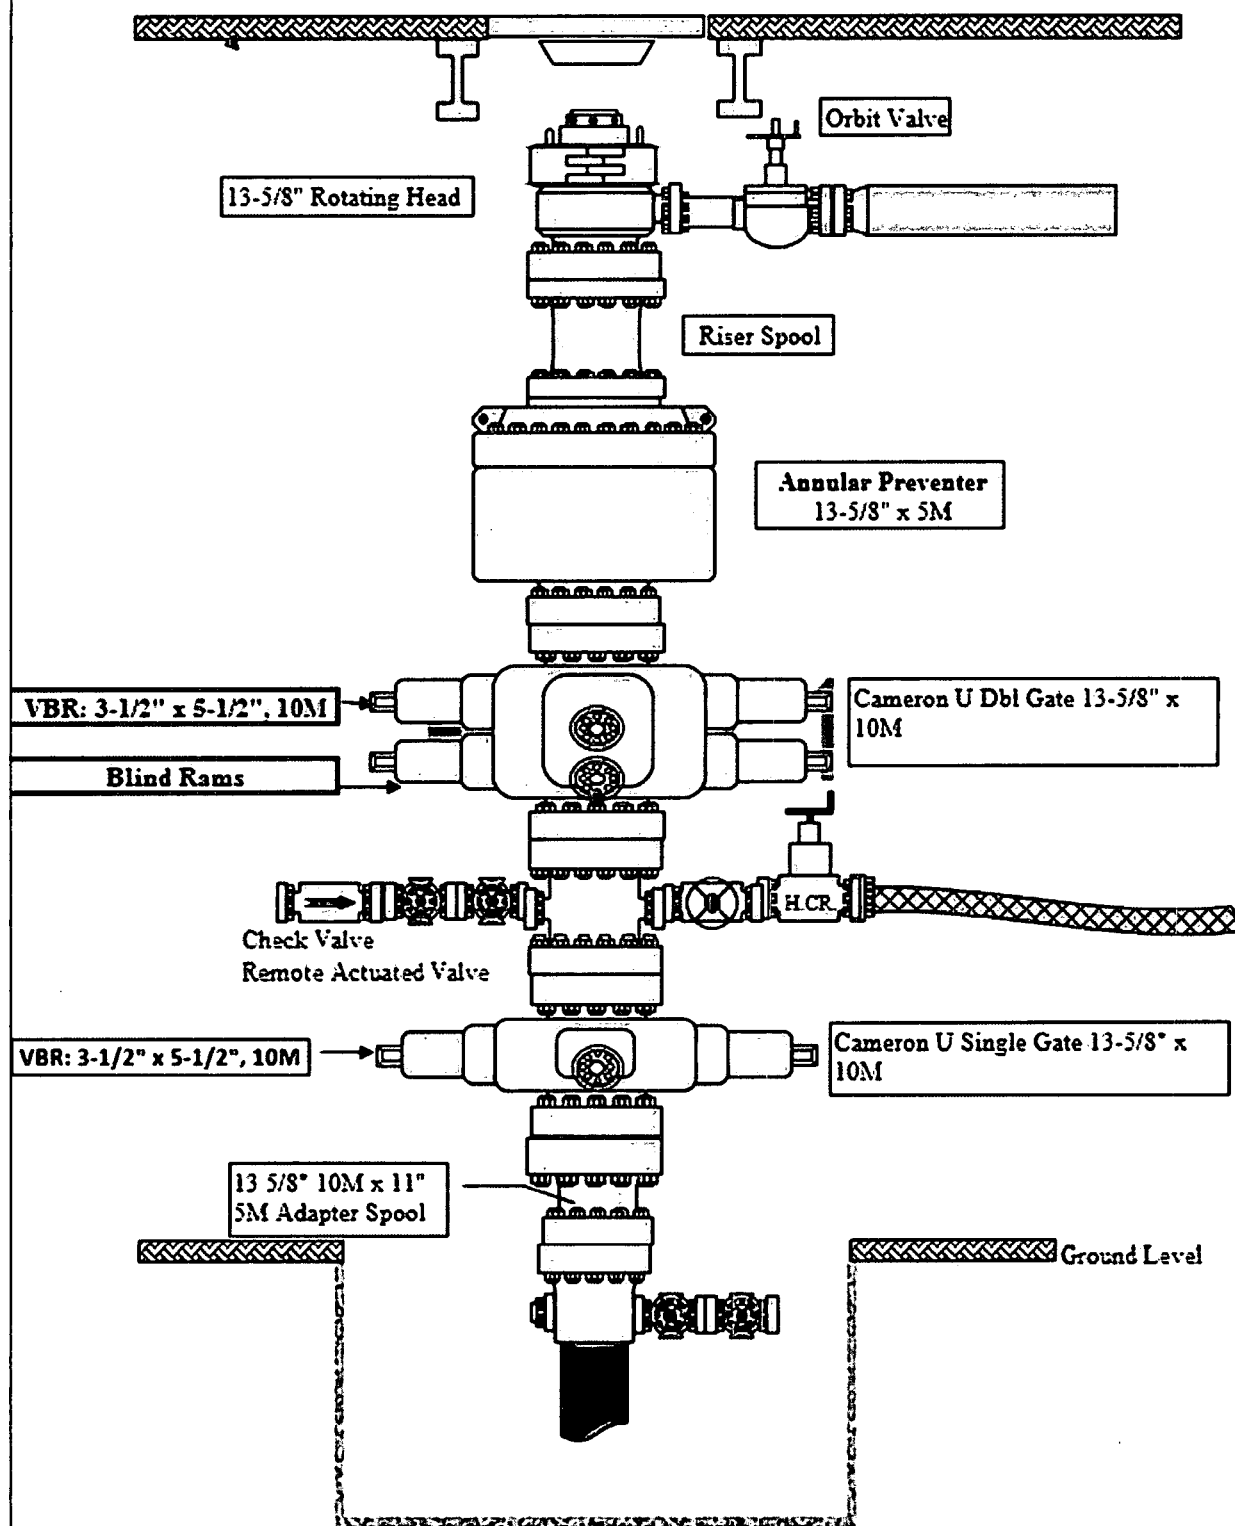 Orbit Valve
13-5/8" Rotating Head
Riser Spool
Annular Preventer
13-5/8" x 5M
VBR: 3-1/2" x 5-1/2", 10M
Cameron U Dbl Gate 13-5/8" x
10M
Blind Rams
H.CR.
Check Valve
Remote Actuated Valve
VBR: 3-1/2" x 5-1/2", 10M
Cameron U Single Gate 13-5/8" x
10M
13 5/8" 10M x 11"
5M Adapter Spool
Ground Level